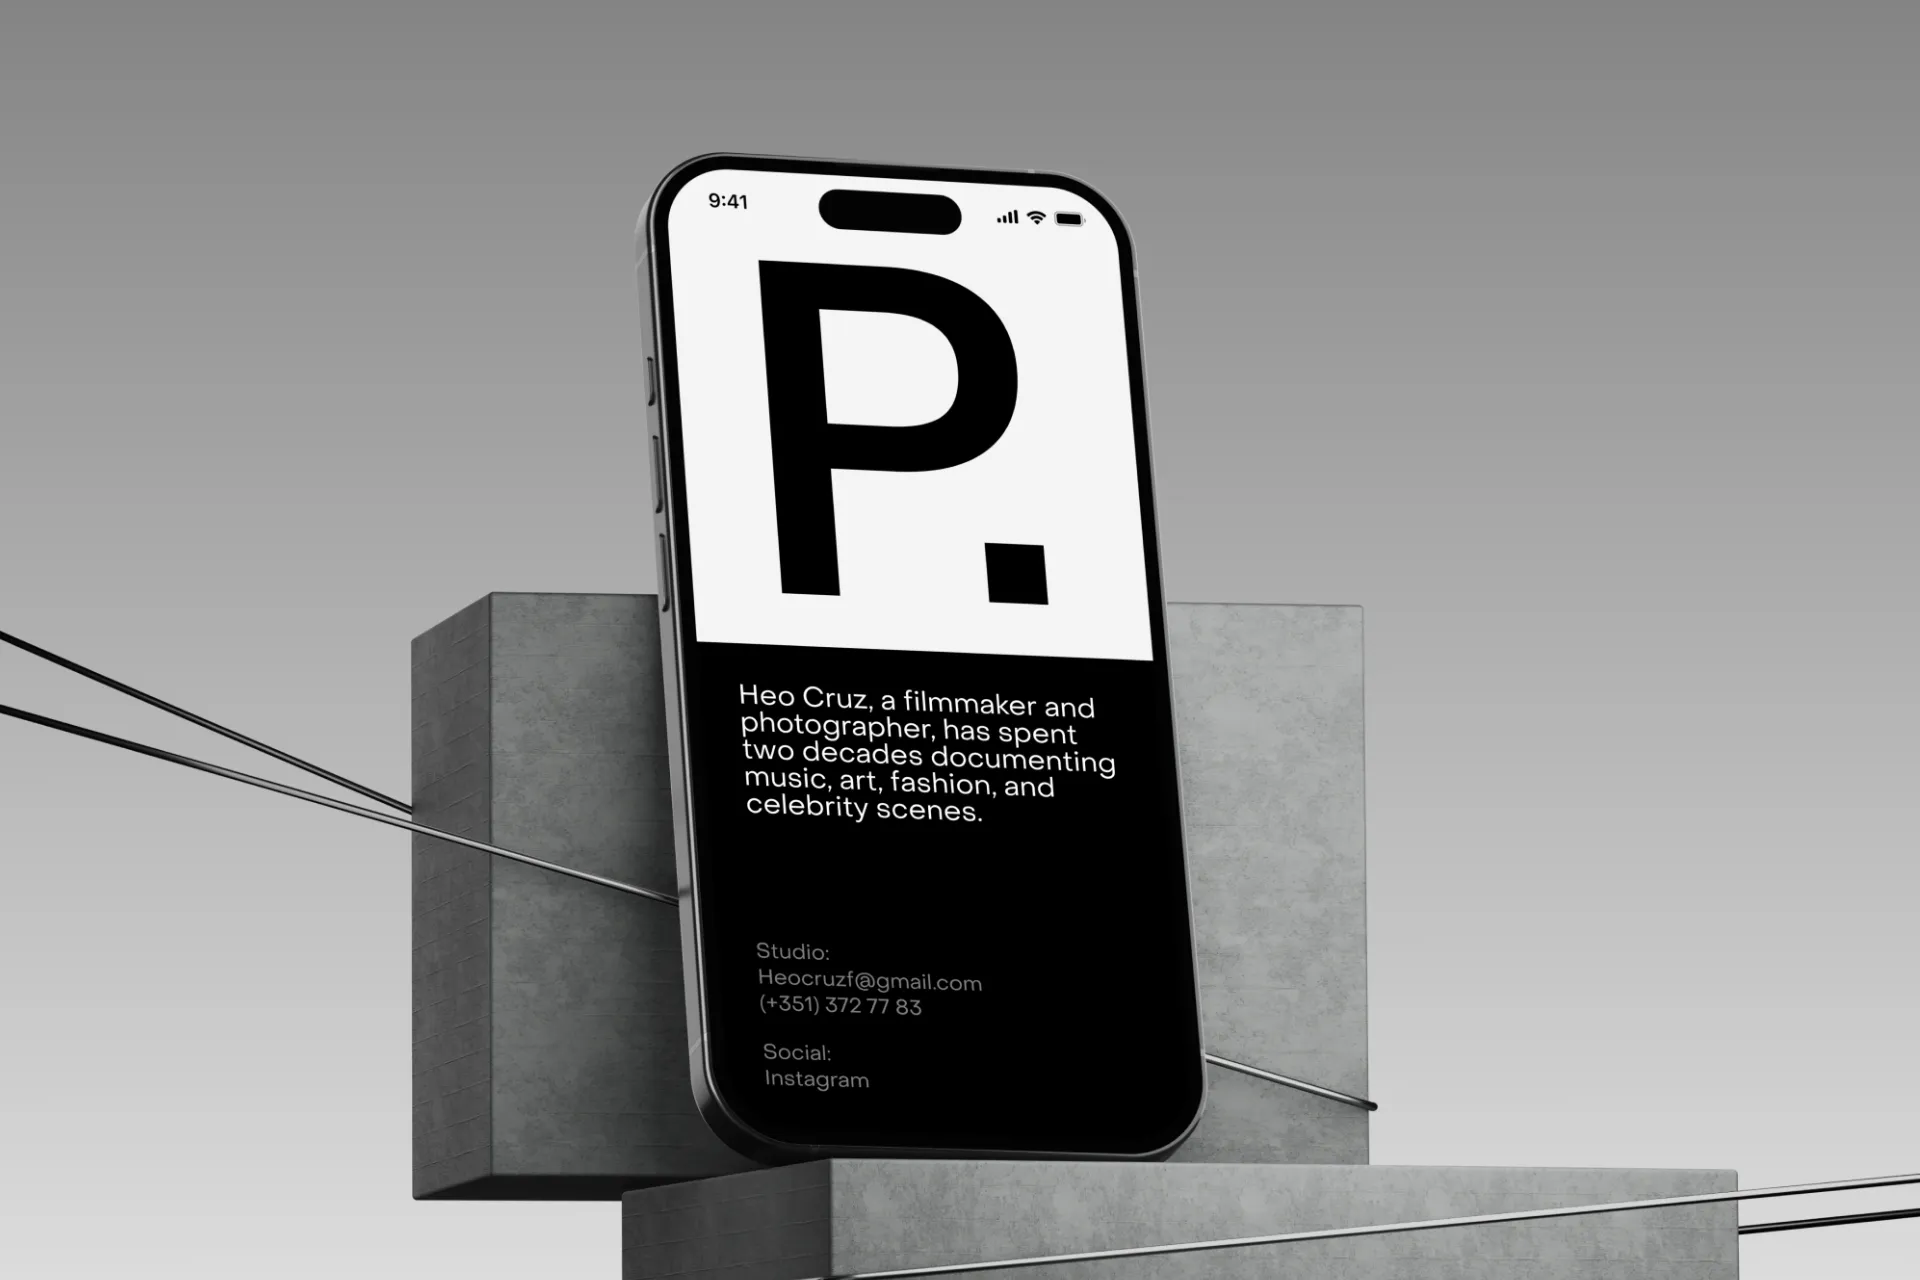 9:41
P.
Heo Cruz, a filmmaker and
photographer, has spent
two decades documenting
music, art, fashion, and
celebrity scenes.
Studio:
Heocruzf@gmail.com
(+351) 372 77 83
Social:
Instagram